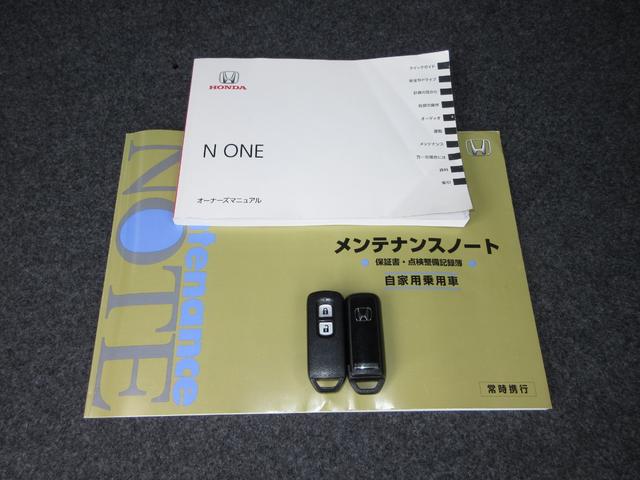 HONDA
N ONE
オーナーズマニュアル
クイックガイド
安全なドライブ
計器の見かた
各部の操作
オーディオ
運転
メンテナンス
万一の場合には
資料
索引
NOTE
Maintenance
メンテナンスノート
保証書・点検整備記録簿
自家用乗用車
常時携行